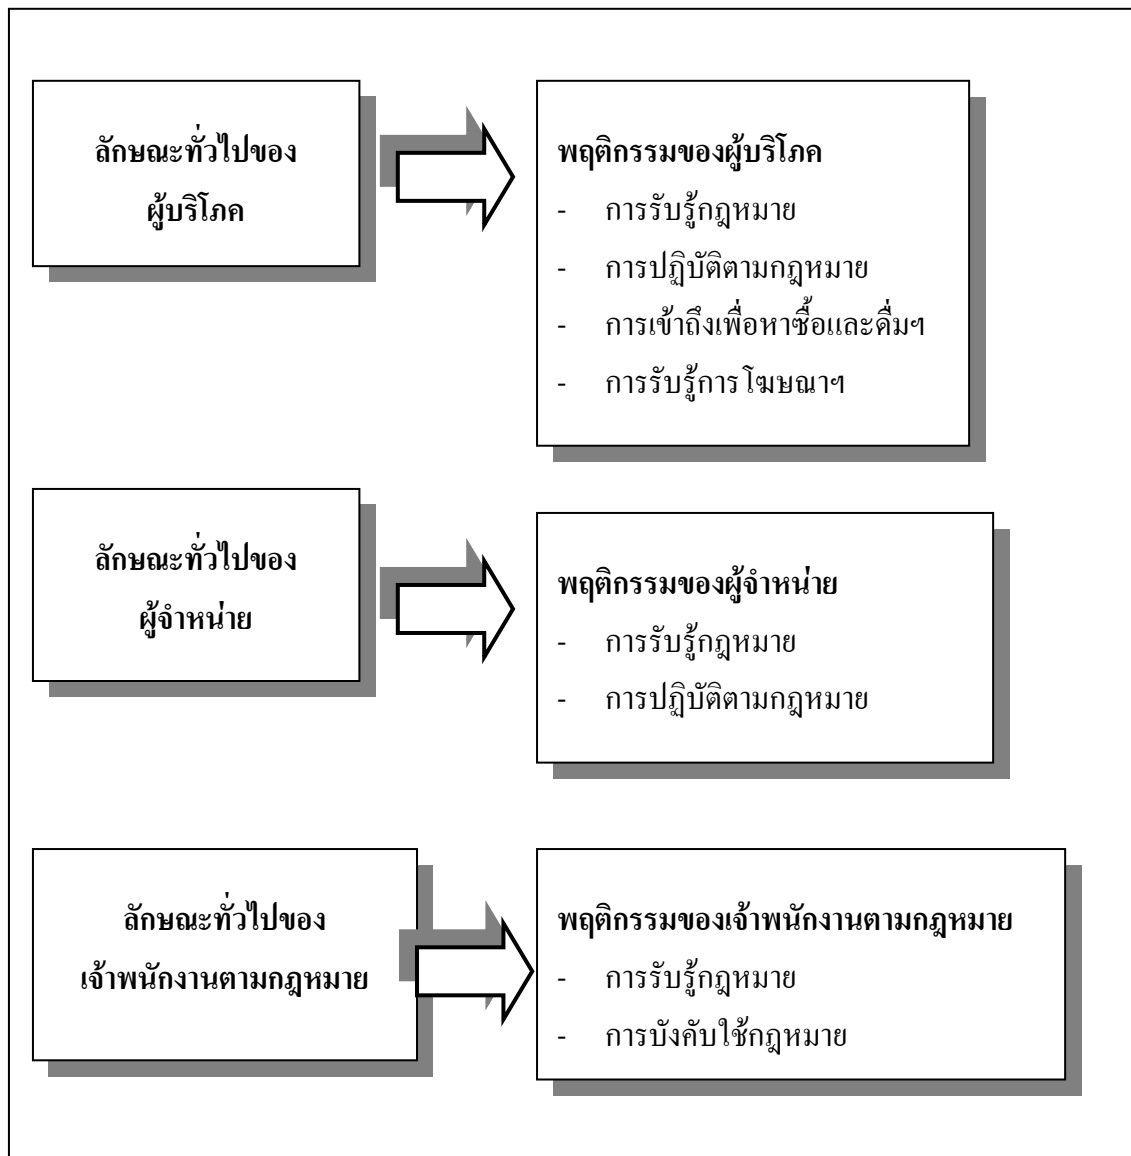 ลักษณะทั่วไปของ
ผู้บริโภค
พฤติกรรมของผู้บริโภค
- การรับรู้กฎหมาย
- การปฏิบัติตามกฎหมาย
- การเข้าถึงเพื่อหาซื้อและดื่มฯ
- การรับรู้การโฆษณาฯ
ลักษณะทั่วไปของ
ผู้จำหน่าย
พฤติกรรมของผู้จำหน่าย
- การรับรู้กฎหมาย
- การปฏิบัติตามกฎหมาย
ลักษณะทั่วไปของ
เจ้าพนักงานตามกฎหมาย
พฤติกรรมของเจ้าพนักงานตามกฎหมาย
- การรับรู้กฎหมาย
- การบังคับใช้กฎหมาย